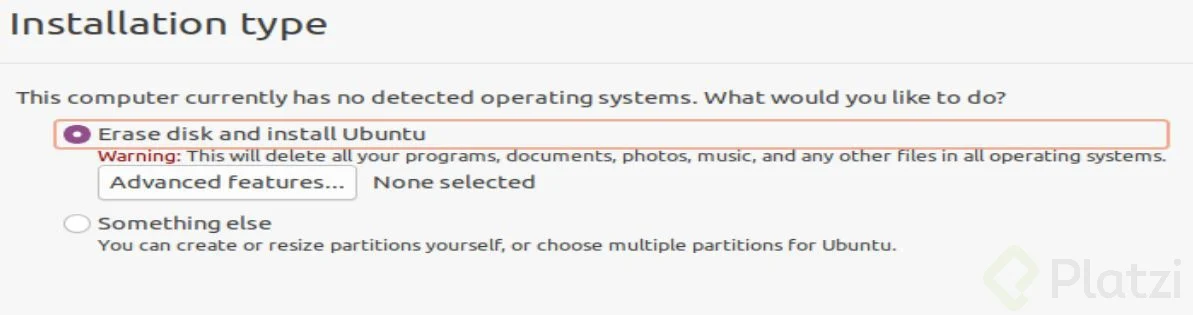 Installation type
This computer currently has no detected operating systems. What would you like to do?
Erase disk and install Ubuntu
Warning: This will delete all your programs, documents, photos, music, and any other files in all operating systems.
Advanced features... None selected
Something else
You can create or resize partitions yourself, or choose multiple partitions for Ubuntu.
Platzi